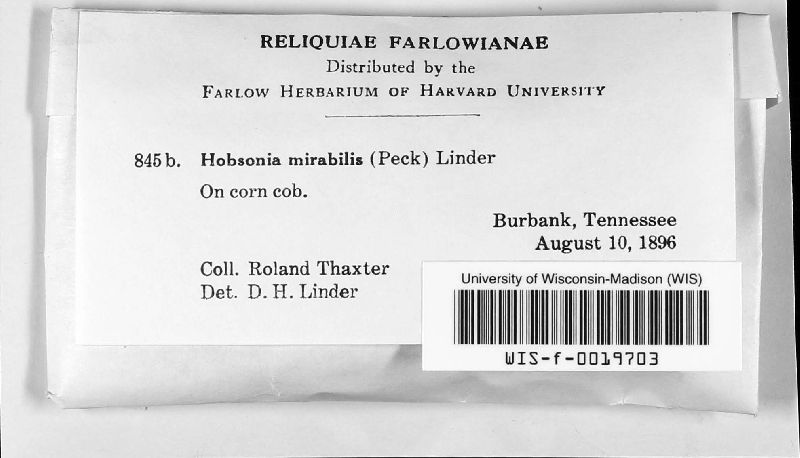 RELIQUIAE FARLOWIANAE
Distributed by the
FARLOW HERBARIUM OF HARVARD UNIVERSITY
845 b. Hobsonia mirabilis (Peck) Linder
On corn cob.
Burbank, Tennessee
August 10, 1896
Coll. Roland Thaxter
Det. D. H. Linder
University of Wisconsin-Madison (WIS)
WIS-f-0019703